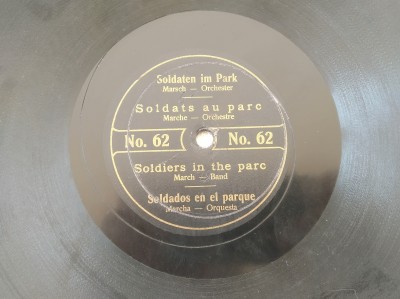 Soldaten im Park
Marsch — Orchester
Soldats au parc
Marche — Orchestre
No. 62 No. 62
Soldiers in the parc
March — Band
Soldados en el parque
Marcha — Orquesta